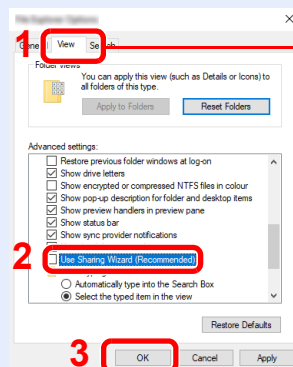 File Explorer Options
1
General View Search
Folder views
You can apply this view (such as Details or Icons) to
all folders of this type.
Apply to Folders Reset Folders
Advanced settings:
Restore previous folder windows at log-on
Show drive letters
Show encrypted or compressed NTFS files in colour
Show pop-up description for folder and desktop items
Show preview handlers in preview pane
Show status bar
Show sync provider notifications
2
Use Sharing Wizard (Recommended)
Automatically type into the Search Box
Select the typed item in the view
Restore Defaults
3
OK Cancel Apply